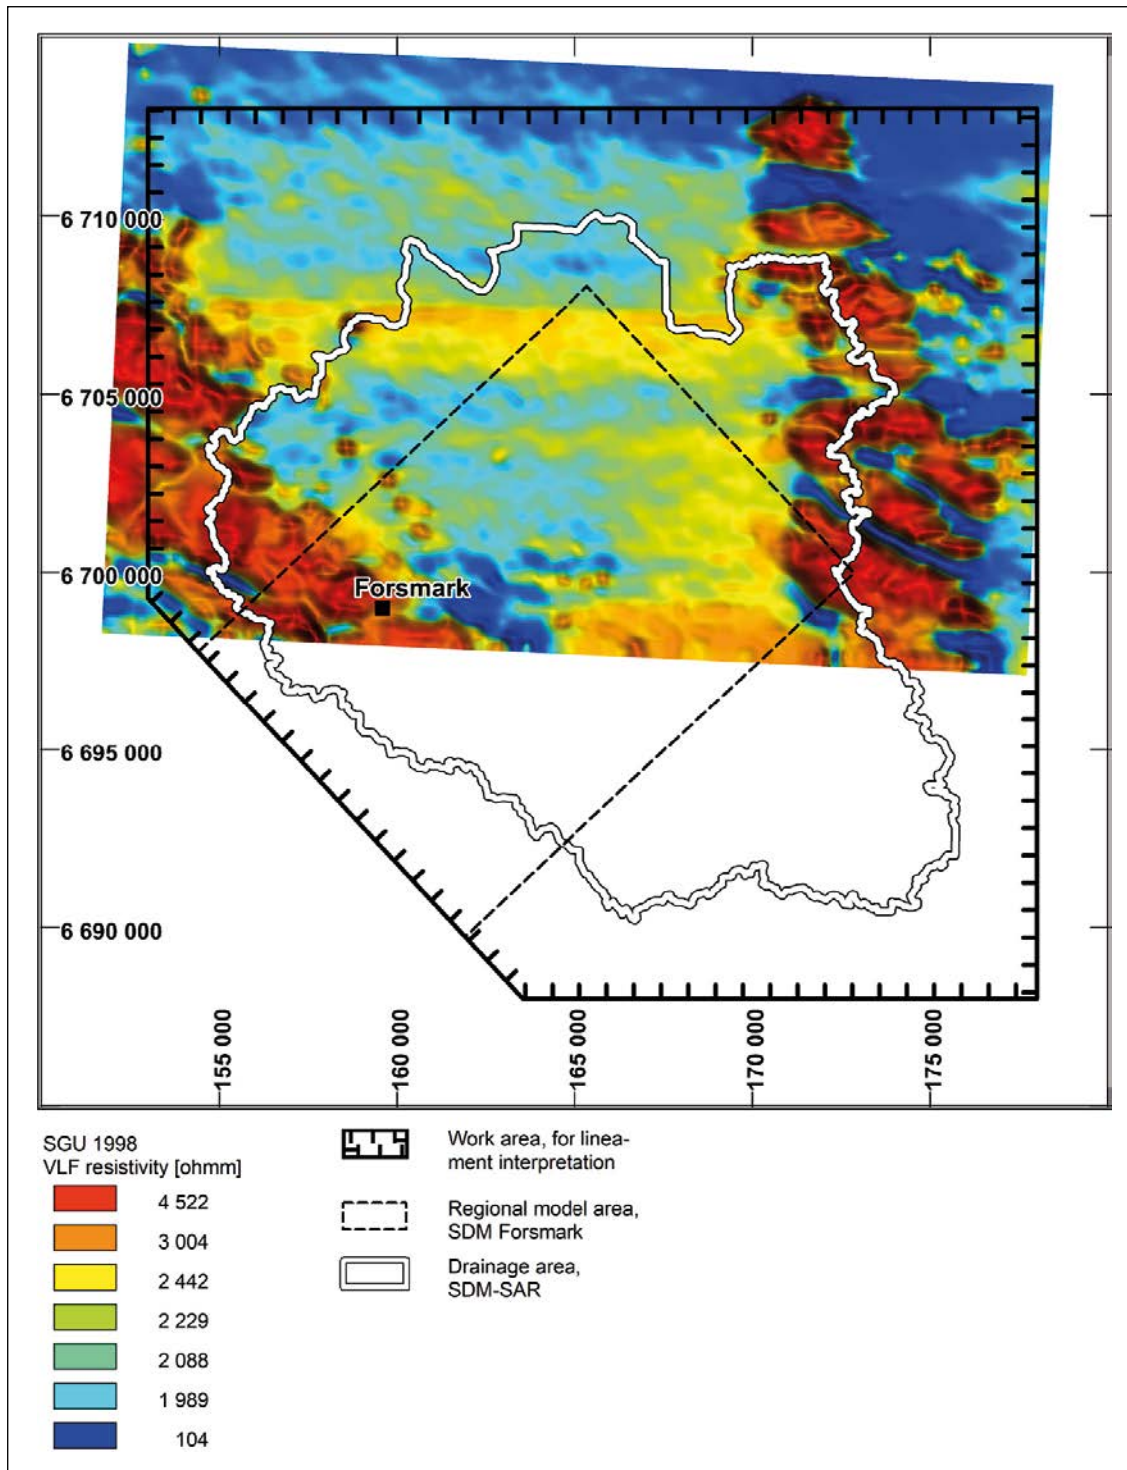 6 710 000
6 705 000
6 700 000
Forsmark
6 695 000
6 690 000
155 000
160 000
165 000
170 000
175 000
SGU 1998
VLF resistivity [ohmm]
4 522
3 004
2 442
2 229
2 088
1 989
104
Work area, for linea-
ment interpretation
Regional model area,
SDM Forsmark
Drainage area,
SDM-SAR